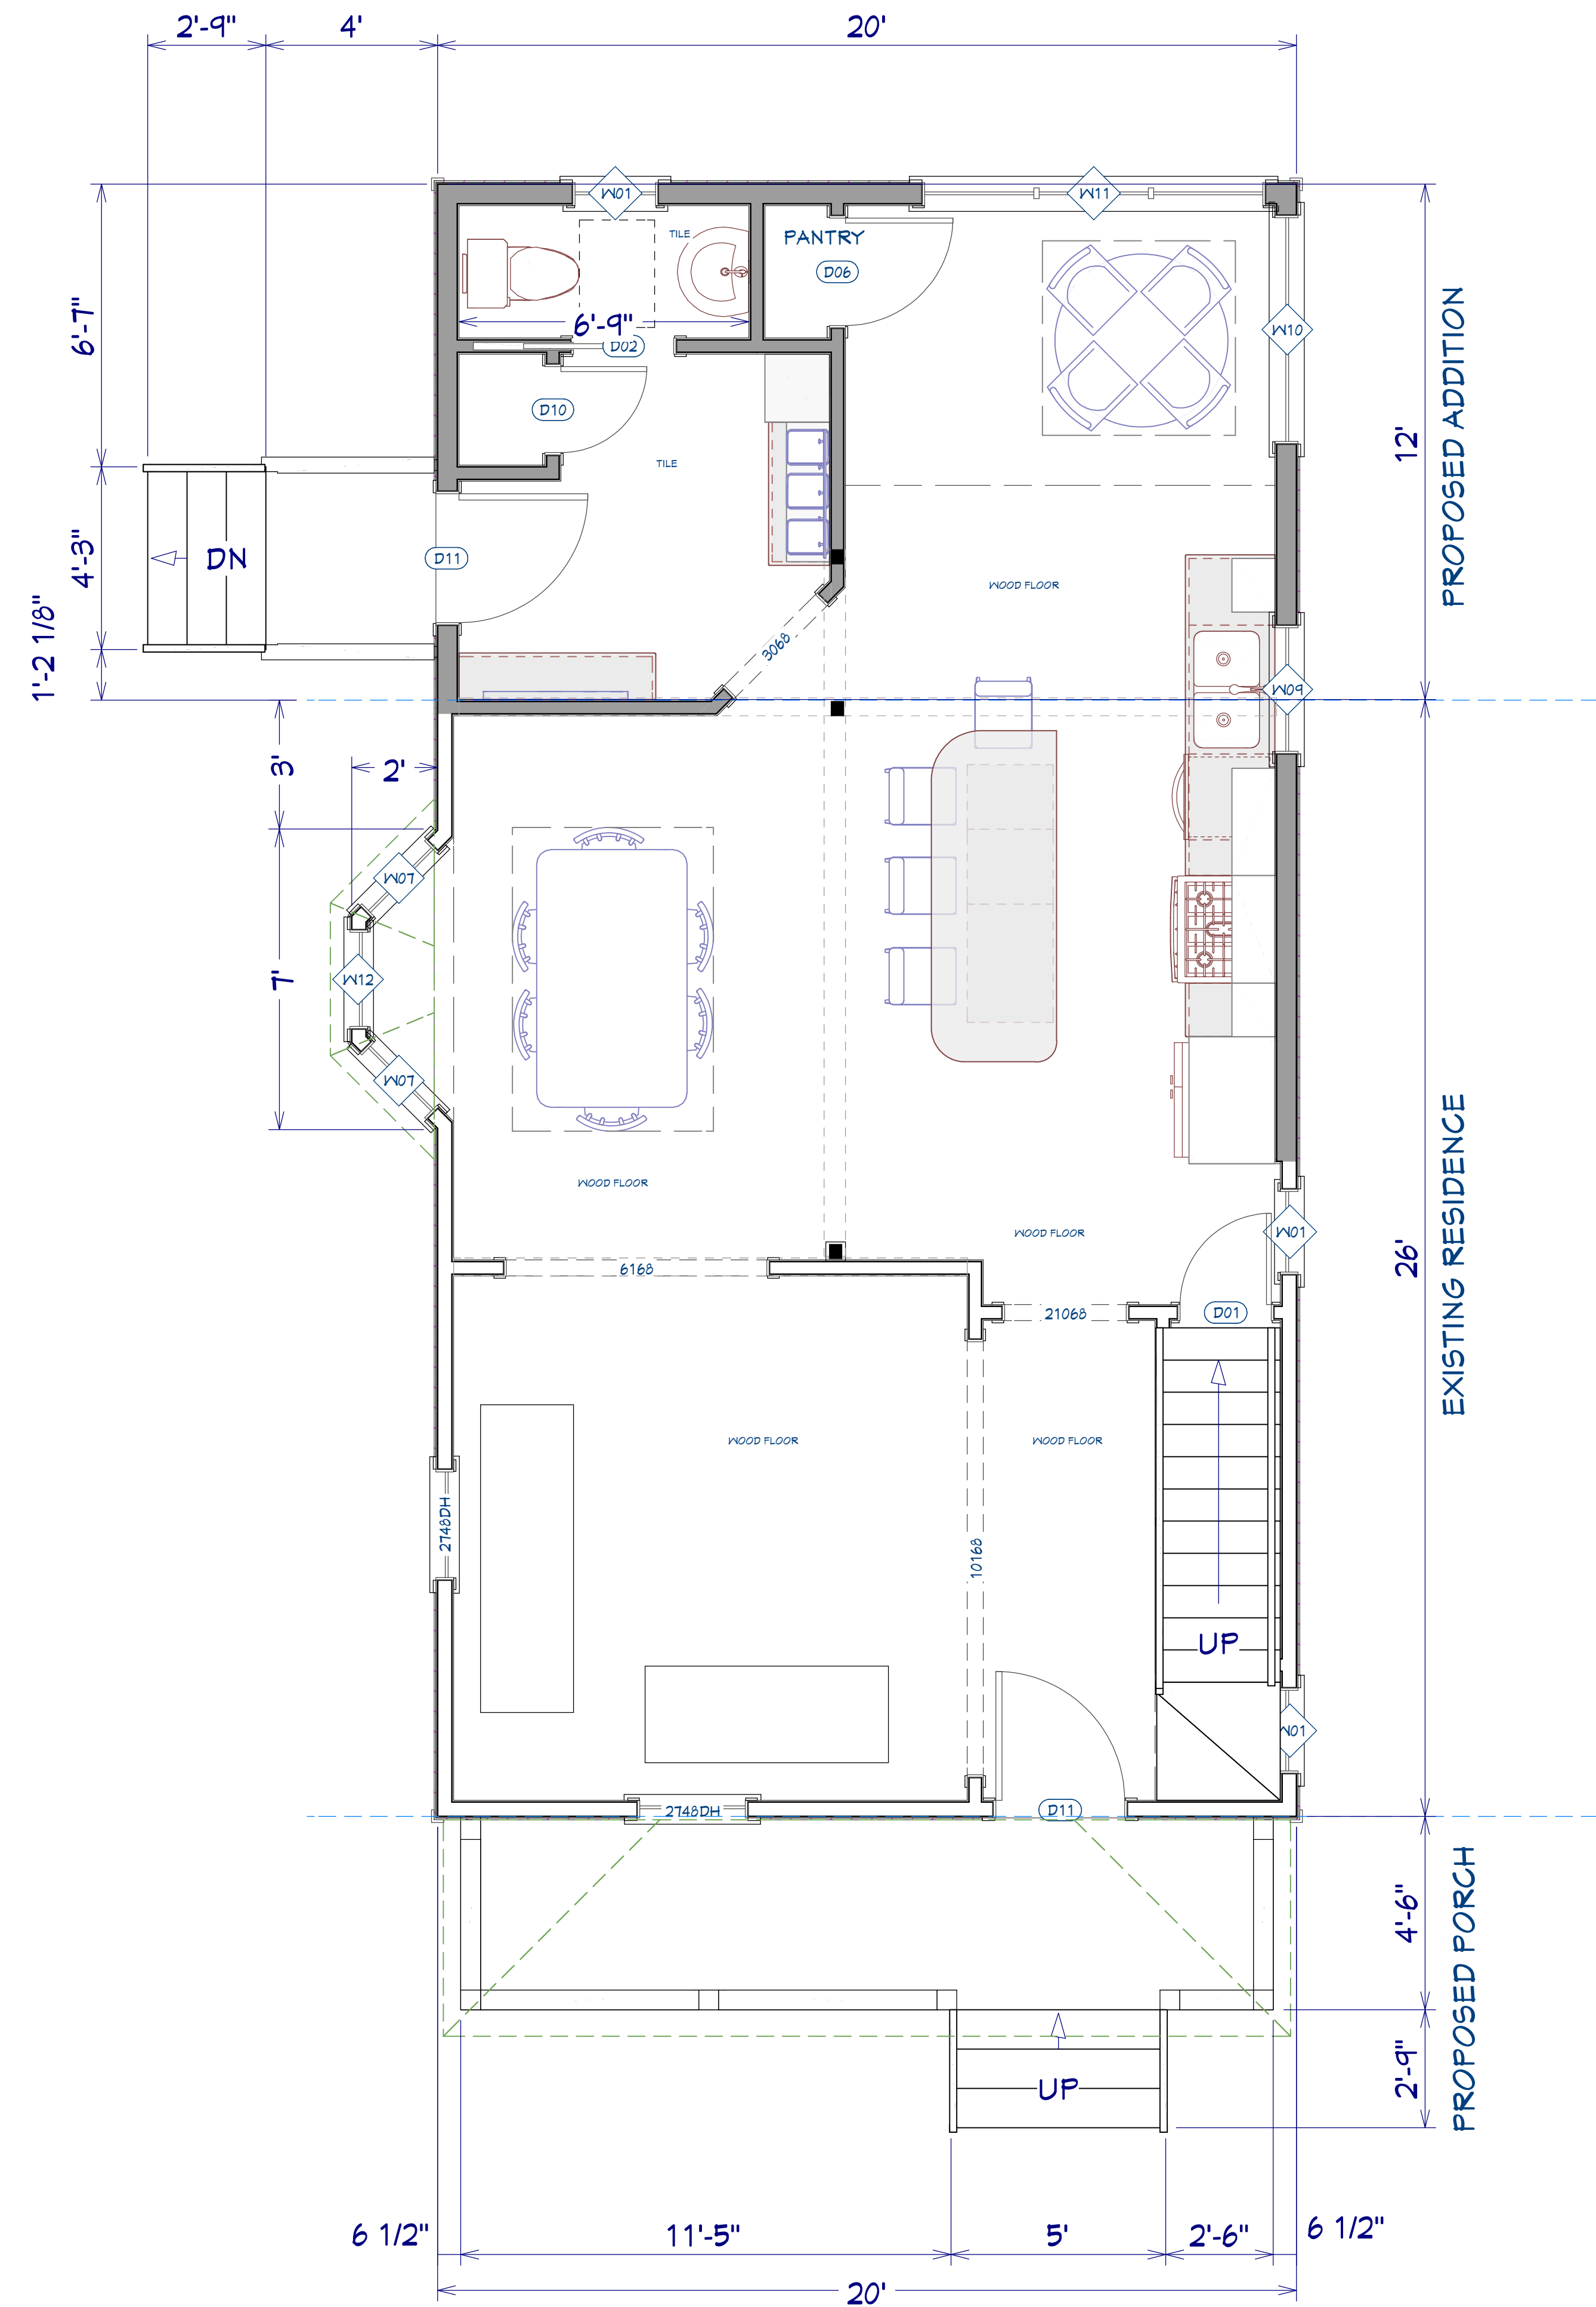 2'-9"
4'
20'
W01
W11
TILE
PANTRY
D06
6'-9"
D02
W10
6'-7"
D10
TILE
12'
PROPOSED ADDITION
4'-3"
DN
D11
WOOD FLOOR
3068
1'-2 1/8"
W09
3'
2'
W07
7'
W12
W07
WOOD FLOOR
WOOD FLOOR
W01
26'
EXISTING RESIDENCE
6168
21068
D01
WOOD FLOOR
WOOD FLOOR
2748DH
10168
UP
W01
2748DH
D11
4'-6"
PROPOSED PORCH
2'-9"
UP
6 1/2"
11'-5"
5'
2'-6"
6 1/2"
20'